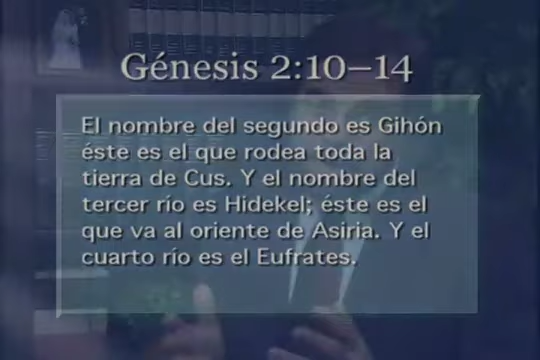 Génesis 2:10–14
El nombre del segundo es Gihón
éste es el que rodea toda la
tierra de Cus. Y el nombre del
tercer río es Hidekel; éste es el
que va al oriente de Asiria. Y el
cuarto río es el Eufrates.